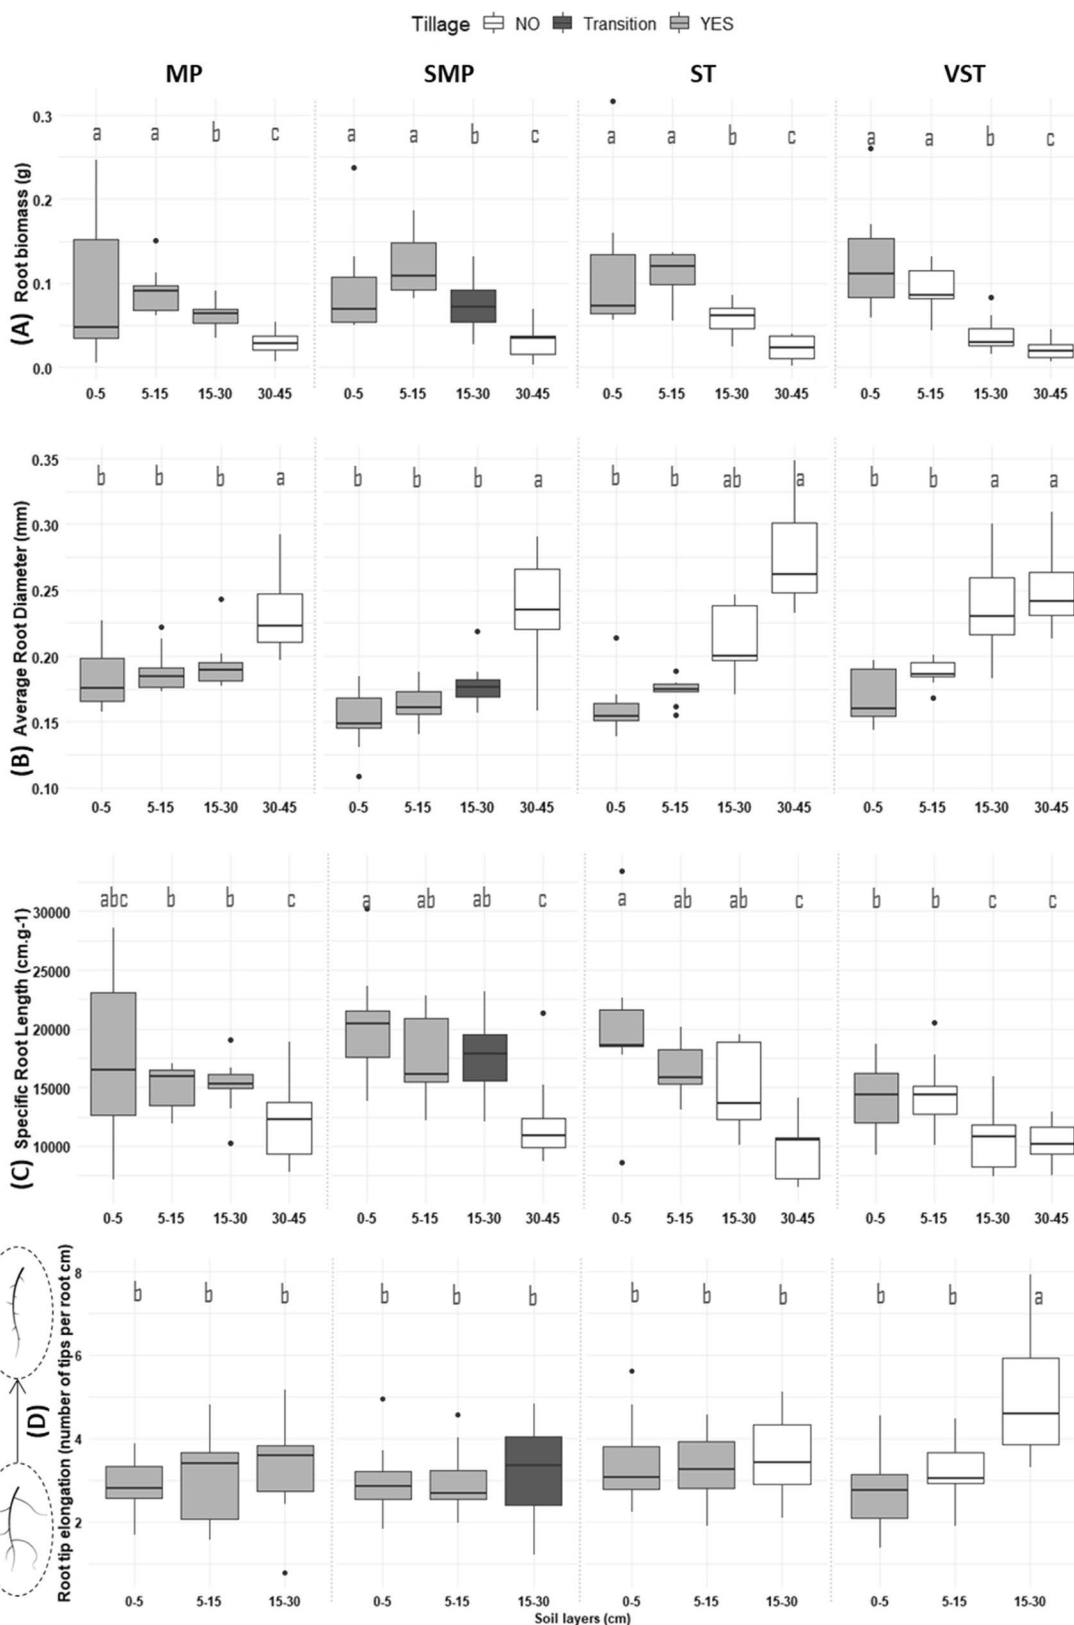 Tillage NO Transition YES
MP SMP ST VST
(A) Root biomass (g)
0.3
0.2
0.1
0.0
a a b c a a b c a a b c a a b c
0-5 5-15 15-30 30-45 0-5 5-15 15-30 30-45 0-5 5-15 15-30 30-45 0-5 5-15 15-30 30-45
(B) Average Root Diameter (mm)
0.35
0.30
0.25
0.20
0.15
0.10
b b b a b b b a b b ab a b b a a
0-5 5-15 15-30 30-45 0-5 5-15 15-30 30-45 0-5 5-15 15-30 30-45 0-5 5-15 15-30 30-45
(C) Specific Root Length (cm.g-1)
30000
25000
20000
15000
10000
abc b b c a ab ab c a ab ab c b b c c
0-5 5-15 15-30 30-45 0-5 5-15 15-30 30-45 0-5 5-15 15-30 30-45 0-5 5-15 15-30 30-45
(D) Root tip elongation (number of tips per root cm)
8
6
4
2
b b b b b b b b b b b a
0-5 5-15 15-30 0-5 5-15 15-30 0-5 5-15 15-30 0-5 5-15 15-30
Soil layers (cm)